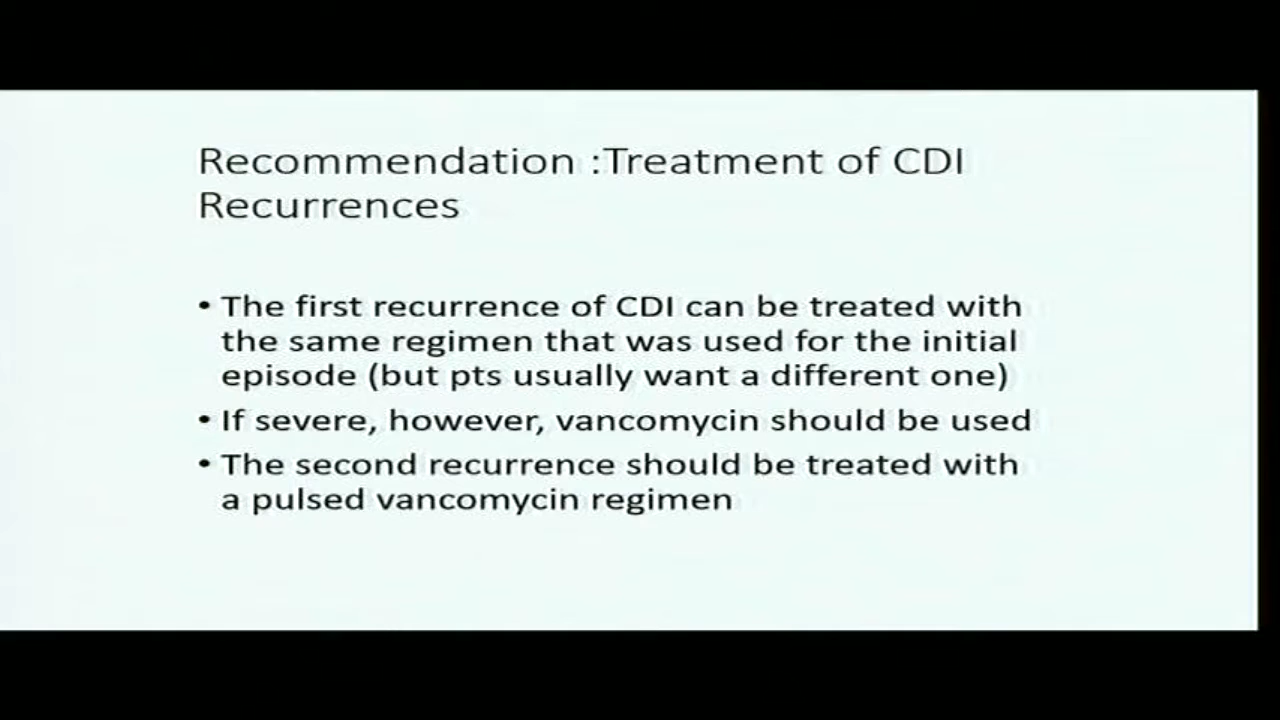 Recommendation :Treatment of CDI
Recurrences
• The first recurrence of CDI can be treated with
the same regimen that was used for the initial
episode (but pts usually want a different one)
• If severe, however, vancomycin should be used
• The second recurrence should be treated with
a pulsed vancomycin regimen